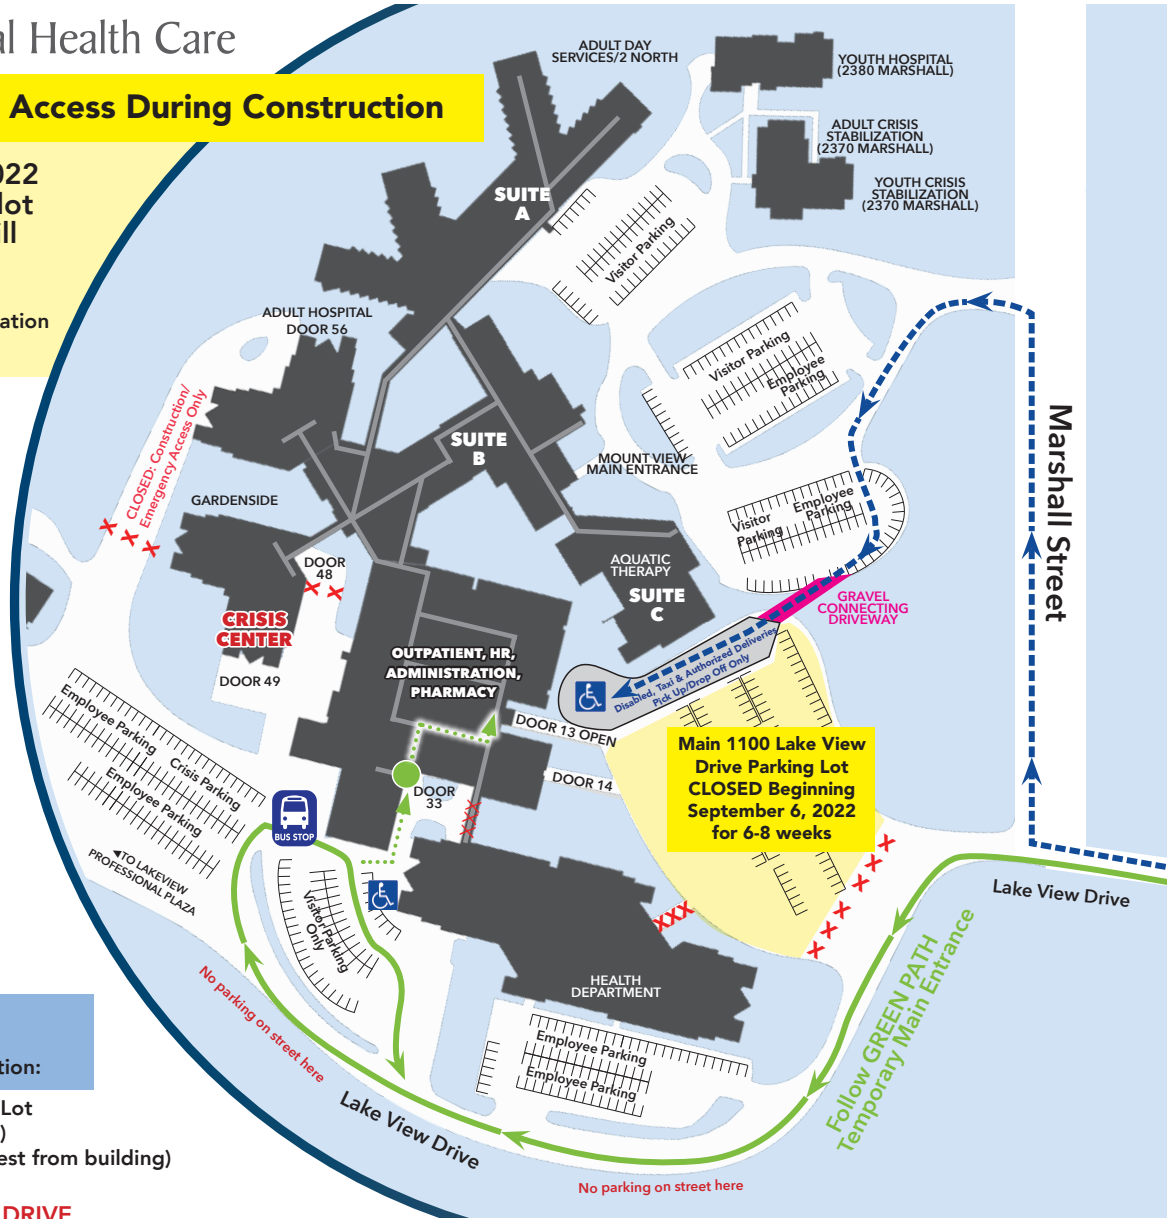 al Health Care
Access During Construction
022
lot
ill
ation
ADULT DAY
SERVICES/2 NORTH
YOUTH HOSPITAL
(2380 MARSHALL)
ADULT CRISIS
STABILIZATION
(2370 MARSHALL)
YOUTH CRISIS
STABILIZATION
(2370 MARSHALL)
SUITE
A
Visitor Parking
ADULT HOSPITAL
DOOR 56
Visitor Parking
Employee
Parking
CLOSED: Construction/
Emergency Access Only
SUITE
B
MOUNT VIEW
MAIN ENTRANCE
Marshall Street
GARDENSIDE
Visitor
Parking
Employee
Parking
DOOR
48
AQUATIC
THERAPY
SUITE
C
GRAVEL
CONNECTING
DRIVEWAY
CRISIS
CENTER
OUTPATIENT, HR,
ADMINISTRATION,
PHARMACY
Disabled, Taxi & Authorized Deliveries
Pick Up/Drop Off Only
DOOR 49
DOOR 13 OPEN
Employee Parking
Crisis Parking
Employee Parking
Main 1100 Lake View
Drive Parking Lot
CLOSED Beginning
September 6, 2022
for 6-8 weeks
DOOR 14
DOOR
33
BUS STOP
◄TO LAKEVIEW
PROFESSIONAL PLAZA
Lake View Drive
Visitor Parking
Only
Follow GREEN PATH
Temporary Main Entrance
No parking on street here
HEALTH
DEPARTMENT
Employee Parking
Employee Parking
Lake View Drive
No parking on street here
tion:
Lot
)
est from building)
DRIVE